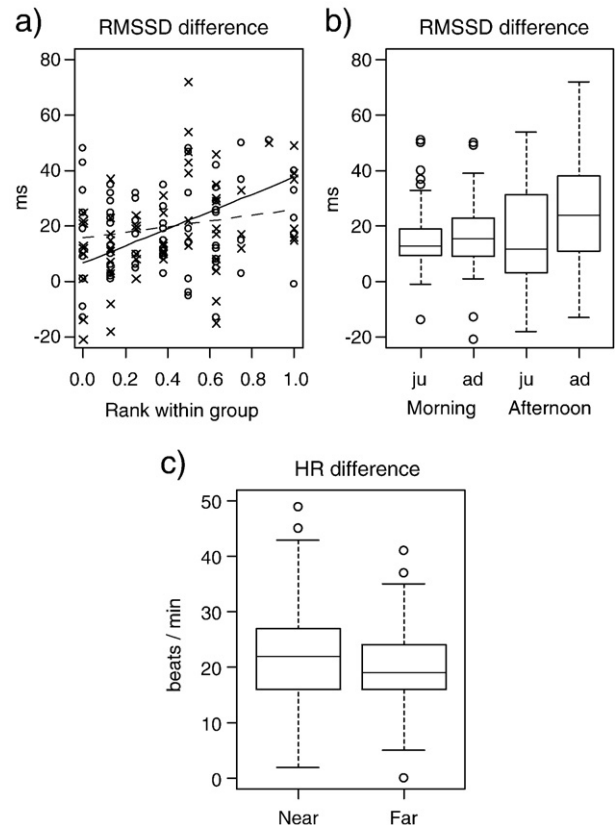 a) RMSSD difference
ms
80
60
40
20
0
-20
0.0 0.2 0.4 0.6 0.8 1.0
Rank within group
b) RMSSD difference
ms
80
60
40
20
0
-20
ju ad ju ad
Morning Afternoon
c) HR difference
beats / min
50
40
30
20
10
0
Near Far